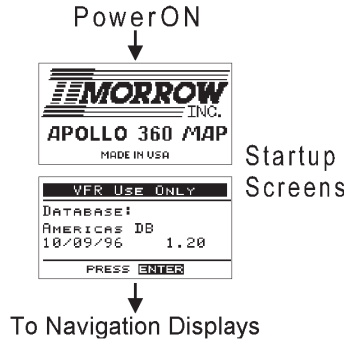 PowerON
IIMORROW
INC.
APOLLO 360 MAP
MADE IN USA
Startup
Screens
VFR USE ONLY
DATABASE:
AMERICAS DB
10/09/96 1.20
PRESS ENTER
To Navigation Displays